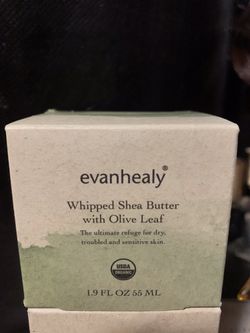 evanhealy®
Whipped Shea Butter
with Olive Leaf
The ultimate refuge for dry,
troubled and sensitive skin.
USDA
ORGANIC
1.9 FL OZ 55 ML